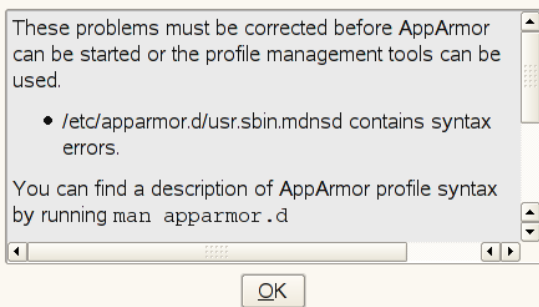 These problems must be corrected before AppArmor
can be started or the profile management tools can be
used.
• /etc/apparmor.d/usr.sbin.mdnsd contains syntax
errors.
You can find a description of AppArmor profile syntax
by running man apparmor.d
OK